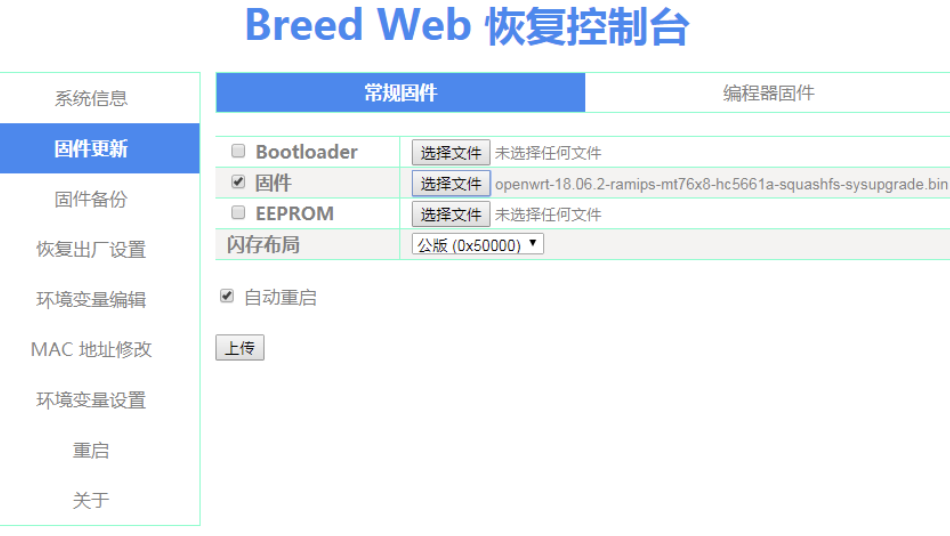 Breed Web 恢复控制台
系统信息
固件更新
固件备份
恢复出厂设置
环境变量编辑
MAC 地址修改
环境变量设置
重启
关于
常规固件 编程器固件
Bootloader 选择文件 未选择任何文件
固件 选择文件 openwrt-18.06.2-ramips-mt76x8-hc5661a-squashfs-sysupgrade.bin
EEPROM 选择文件 未选择任何文件
闪存布局 公版 (0x50000)
自动重启
上传